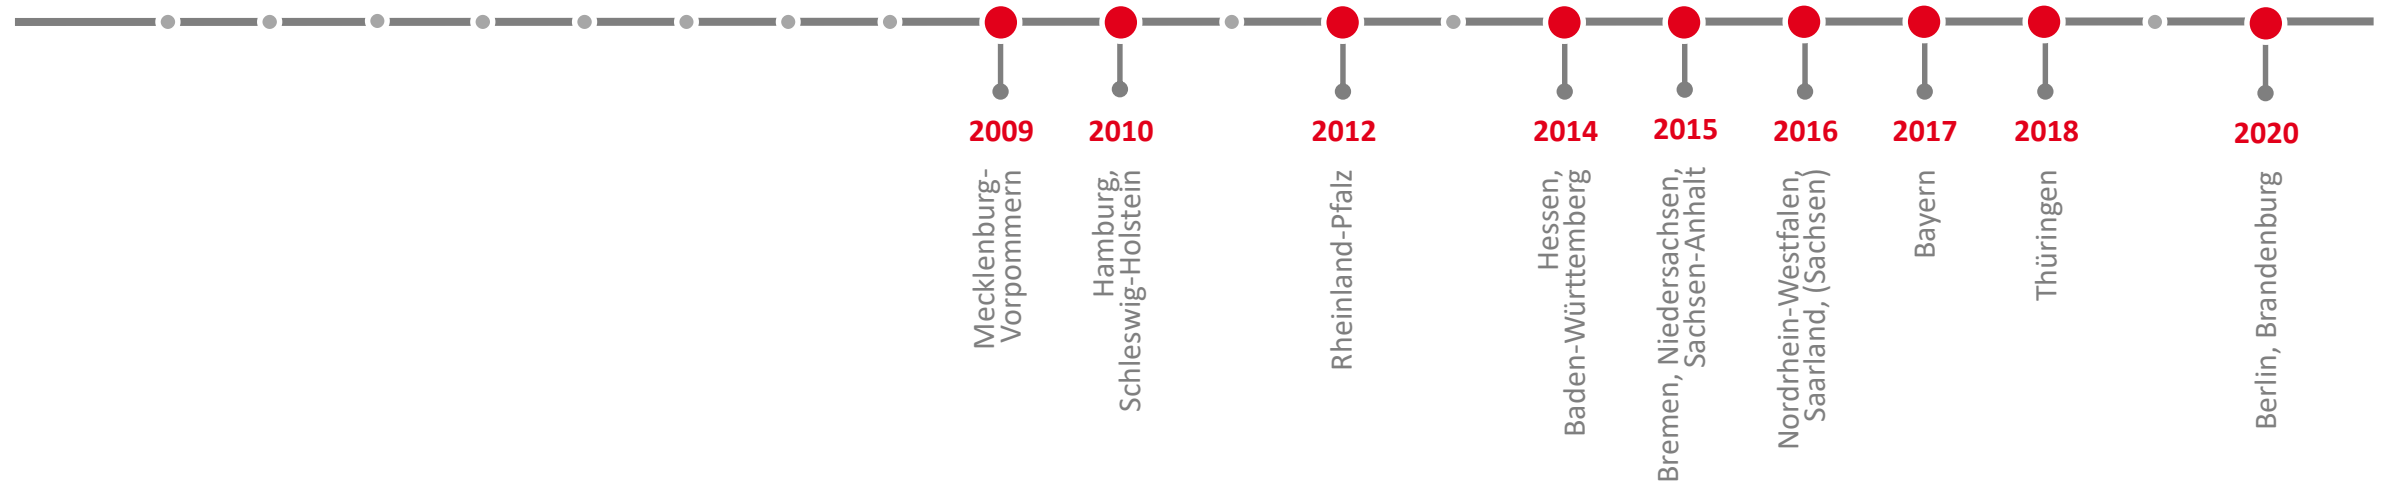 2009
Mecklenburg-
Vorpommern
2010
Hamburg,
Schleswig-Holstein
2012
Rheinland-Pfalz
2014
Hessen,
Baden-Württemberg
2015
Bremen, Niedersachsen,
Sachsen-Anhalt
2016
Nordrhein-Westfalen,
Saarland, (Sachsen)
2017
Bayern
2018
Thüringen
2020
Berlin, Brandenburg